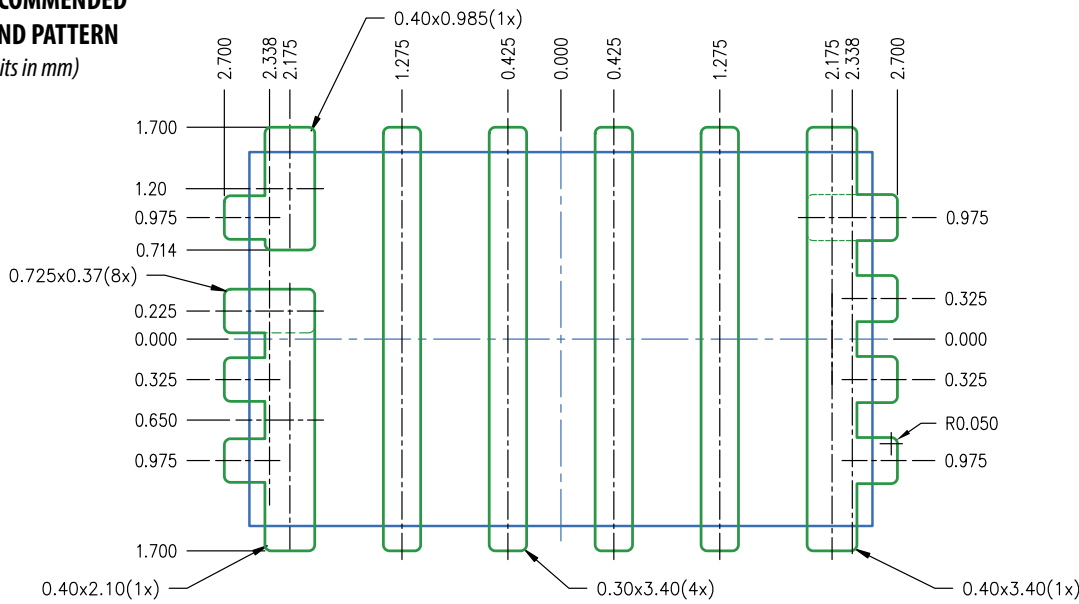 COMMENDED
ND PATTERN
its in mm)
0.40x0.985(1x)
2.700
2.338
2.175
1.275
0.425
0.000
0.425
1.275
2.175
2.338
2.700
1.700
1.20
0.975
0.714
0.725x0.37(8x)
0.225
0.000
0.325
0.650
0.975
1.700
0.975
0.325
0.000
0.325
R0.050
0.975
0.40x2.10(1x)
0.30x3.40(4x)
0.40x3.40(1x)